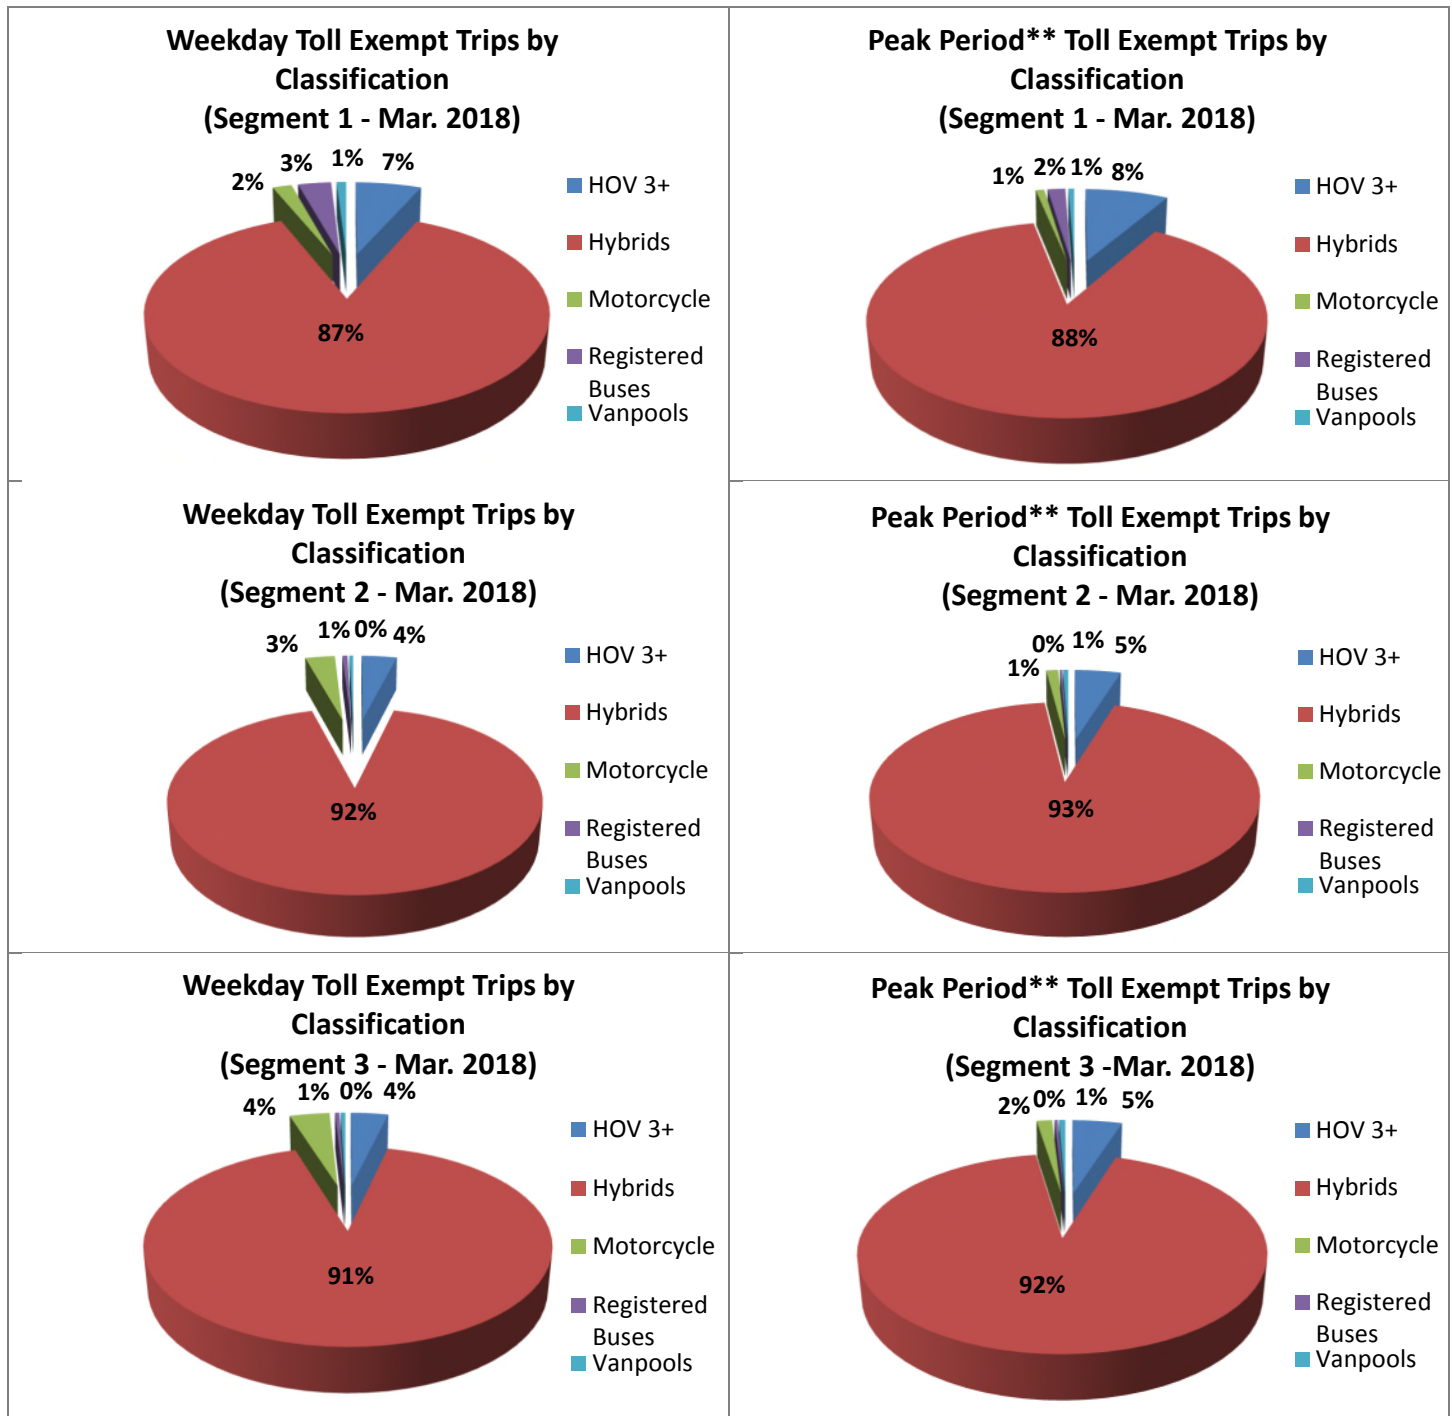 Weekday Toll Exempt Trips by
Classification
(Segment 1 - Mar. 2018)
2%
3%
1%
7%
87%
HOV 3+
Hybrids
Motorcycle
Registered
Buses
Vanpools
Peak Period** Toll Exempt Trips by
Classification
(Segment 1 - Mar. 2018)
1%
2%
1%
8%
88%
HOV 3+
Hybrids
Motorcycle
Registered
Buses
Vanpools
Weekday Toll Exempt Trips by
Classification
(Segment 2 - Mar. 2018)
3%
1%
0%
4%
92%
HOV 3+
Hybrids
Motorcycle
Registered
Buses
Vanpools
Peak Period** Toll Exempt Trips by
Classification
(Segment 2 - Mar. 2018)
1%
0%
1%
5%
93%
HOV 3+
Hybrids
Motorcycle
Registered
Buses
Vanpools
Weekday Toll Exempt Trips by
Classification
(Segment 3 - Mar. 2018)
4%
1%
0%
4%
91%
HOV 3+
Hybrids
Motorcycle
Registered
Buses
Vanpools
Peak Period** Toll Exempt Trips by
Classification
(Segment 3 -Mar. 2018)
2%
0%
1%
5%
92%
HOV 3+
Hybrids
Motorcycle
Registered
Buses
Vanpools